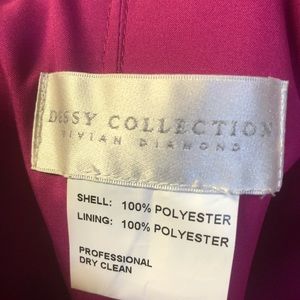 DESSY COLLECTION
VIVIAN DIAMOND
SHELL: 100% POLYESTER
LINING: 100% POLYESTER
PROFESSIONAL
DRY CLEAN